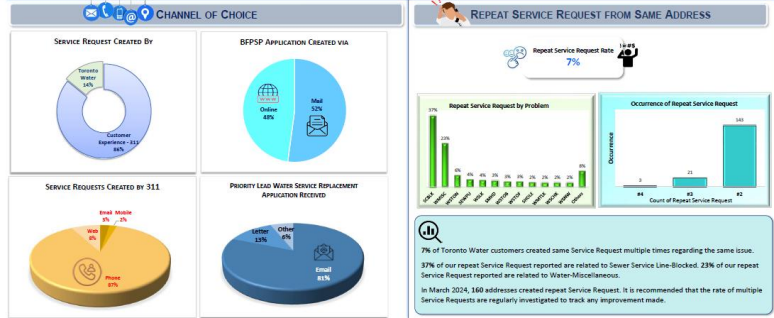 CHANNEL OF CHOICE
SERVICE REQUEST CREATED BY
Toronto
Water
14%
Customer
Experience - 311
86%
BFPSP APPLICATION CREATED VIA
WWW
Online
48%
Mail
52%
SERVICE REQUESTS CREATED BY 311
Email
Mobile
2%
Web
Phone
87%
PRIORITY LEAD WATER SERVICE REPLACEMENT
APPLICATION RECEIVED
Letter
13%
Other
6%
Email
81%
REPEAT SERVICE REQUEST FROM SAME ADDRESS
Repeat Service Request Rate
7%
Repeat Service Request by Problem
37%
23%
6%
4%
4%
3%
3%
3%
2%
2%
2%
2%
8%
Other
Occurrence of Repeat Service Request
Occurrence
21
143
#4
#3
#2
Count of Repeat Service Request
7% of Toronto Water customers created same Service Request multiple times regarding the same issue.
37% of our repeat Service Request reported are related to Sewer Service Line-Blocked. 23% of our repeat
Service Request reported are related to Water-Miscellaneous.
In March 2024, 160 addresses created repeat Service Request. It is recommended that the rate of multiple
Service Requests are regularly investigated to track any improvement made.